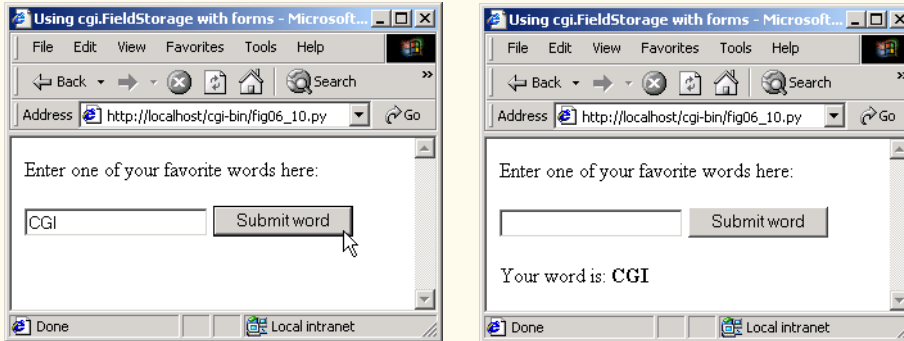 Using cgi.FieldStorage with forms - Microsoft...
File Edit View Favorites Tools Help
Back Search »
Address http://localhost/cgi-bin/fig06_10.py Go
Enter one of your favorite words here:
CGI Submit word
Done Local intranet
Using cgi.FieldStorage with forms - Microsoft...
File Edit View Favorites Tools Help
Back Search »
Address http://localhost/cgi-bin/fig06_10.py Go
Enter one of your favorite words here:
Submit word
Your word is: CGI
Done Local intranet